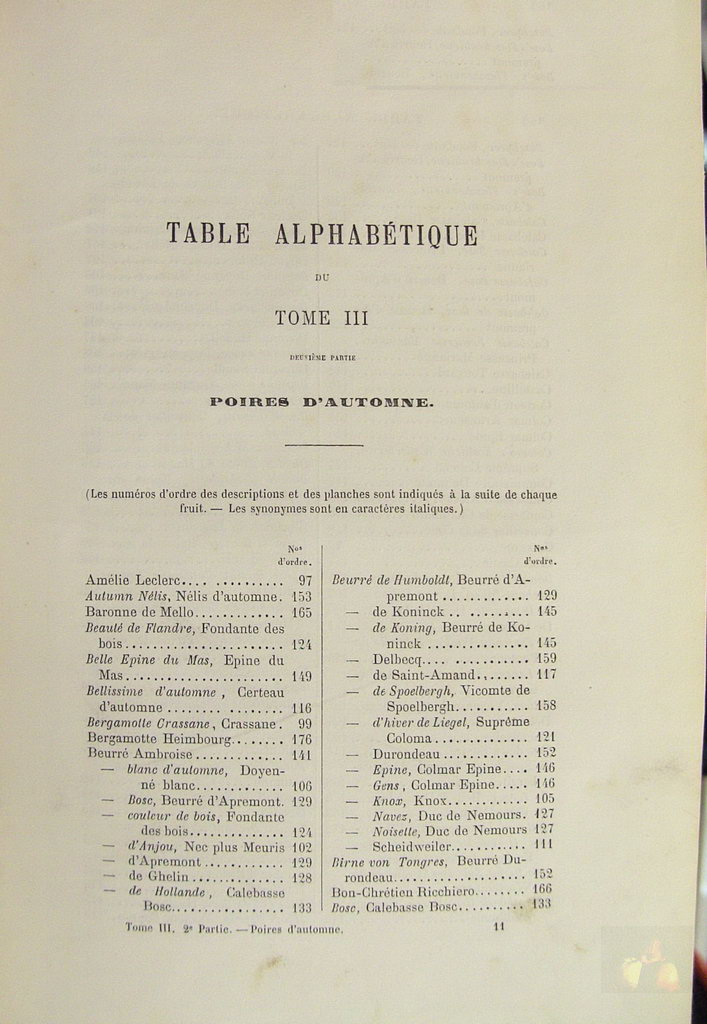 TABLE ALPHABÉTIQUE
DU
TOME III
DEUXIÈME PARTIE
POIRES D'AUTOMNE.
(Les numéros d'ordre des descriptions et des planches sont indiqués à la suite de chaque
fruit. — Les synonymes sont en caractères italiques.)
Nos
d'ordre.
Amélie Leclerc.... .......... 97
Autumn Nélis, Nélis d'automne. 153
Baronne de Mello............. 165
Beauté de Flandre, Fondante des
bois...................... 124
Belle Epine du Mas, Epine du
Mas...................... 149
Bellissime d'automne, Certeau
d'automne ........ ........ 116
Bergamotte Crassane, Crassane. 99
Bergamotte Heimbourg........ 176
Beurré Ambroise............. 141
— blanc d'automne, Doyen-
né blanc............. 106
— Bosc, Beurré d'Apremont. 129
— couleur de bois, Fondante
des bois.............. 124
— d'Anjou, Nec plus Meuris 102
— d'Apremont............ 129
— de Ghelin.............. 128
— de Hollande, Calebasse
Bosc................ 133
Nos
d'ordre.
Beurré de Humboldt, Beurré d'A-
premont............. 129
— de Koninck.. ......... 145
— de Koning, Beurré de Ko-
ninck............... 145
— Delbecq.... ........... 159
— de Saint-Amand........ 117
— de Spoelbergh, Vicomte de
Spoelbergh........... 158
— d'hiver de Liegel, Suprême
Coloma.............. 121
— Durondeau............ 152
— Epine, Colmar Epine.... 146
— Gens, Colmar Epine..... 146
— Knox, Knox............ 105
— Navez, Duc de Nemours. 127
— Noisette, Duc de Nemours 127
— Scheidweiler............ 111
Birne von Tongres, Beurré Du-
rondeau................... 152
Bon-Chrétien Ricchiero........ 166
Bosc, Calebasse Bosc.......... 133
Tome III. 2e Partie. — Poires d'automne. 11